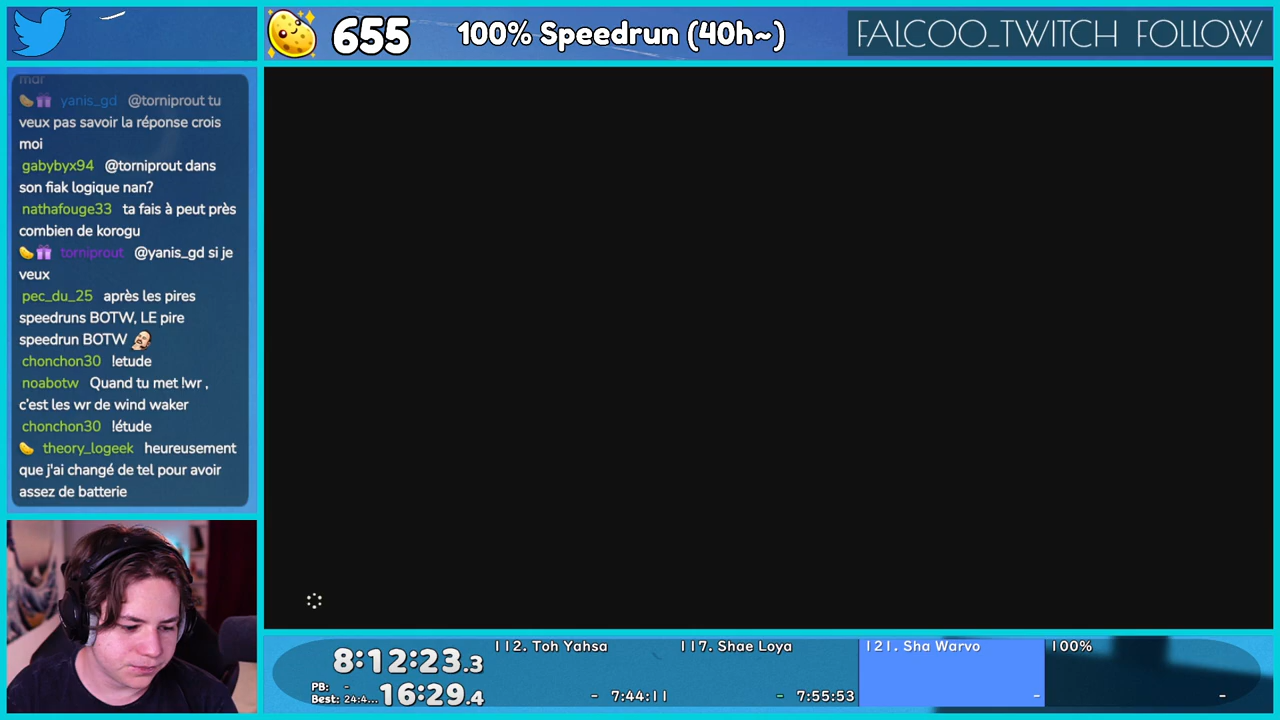 655
100% Speedrun (40h~)
FALCOO_TWITCH FOLLOW
mar
yanis_gd @torniprout tu
veux pas savoir la réponse crois
moi
gabybyx94 @torniprout dans
son fiak logique nan?
nathafouge33 ta fais à peut près
combien de korogu
torniprout @yanis_gd si je
veux
pec_du_25 après les pires
speedruns BOTW, LE pire
speedrun BOTW
chonchon30 !etude
noabotw Quand tu met !wr ,
c'est les wr de wind waker
chonchon30 !étude
theory_logeek heureusement
que j'ai changé de tel pour avoir
assez de batterie
8:12:23.3
PB: -
Best: 24:4...
16:29.4
112. Toh Yahsa
- 7:44:11
117. Shae Loya
- 7:55:53
121. Sha Warvo
-
100%
-